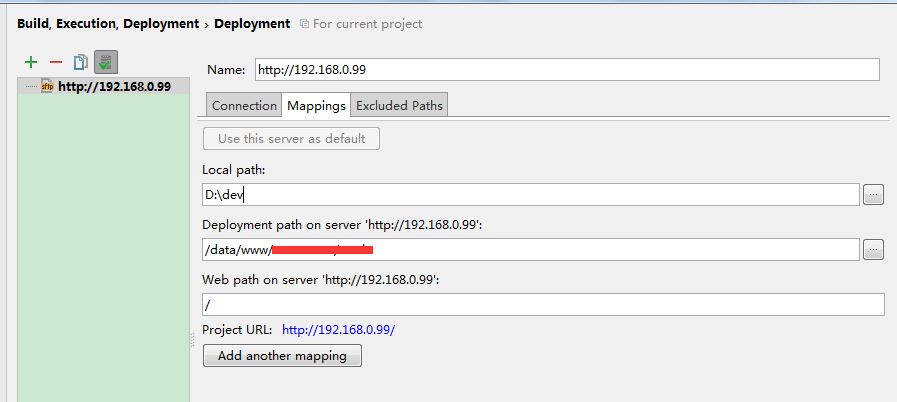 Build, Execution, Deployment › Deployment For current project
Name: http://192.168.0.99
sftp http://192.168.0.99
Connection Mappings Excluded Paths
Use this server as default
Local path:
D:\dev
...
Deployment path on server 'http://192.168.0.99':
/data/www/
...
Web path on server 'http://192.168.0.99':
/
Project URL: http://192.168.0.99/
Add another mapping